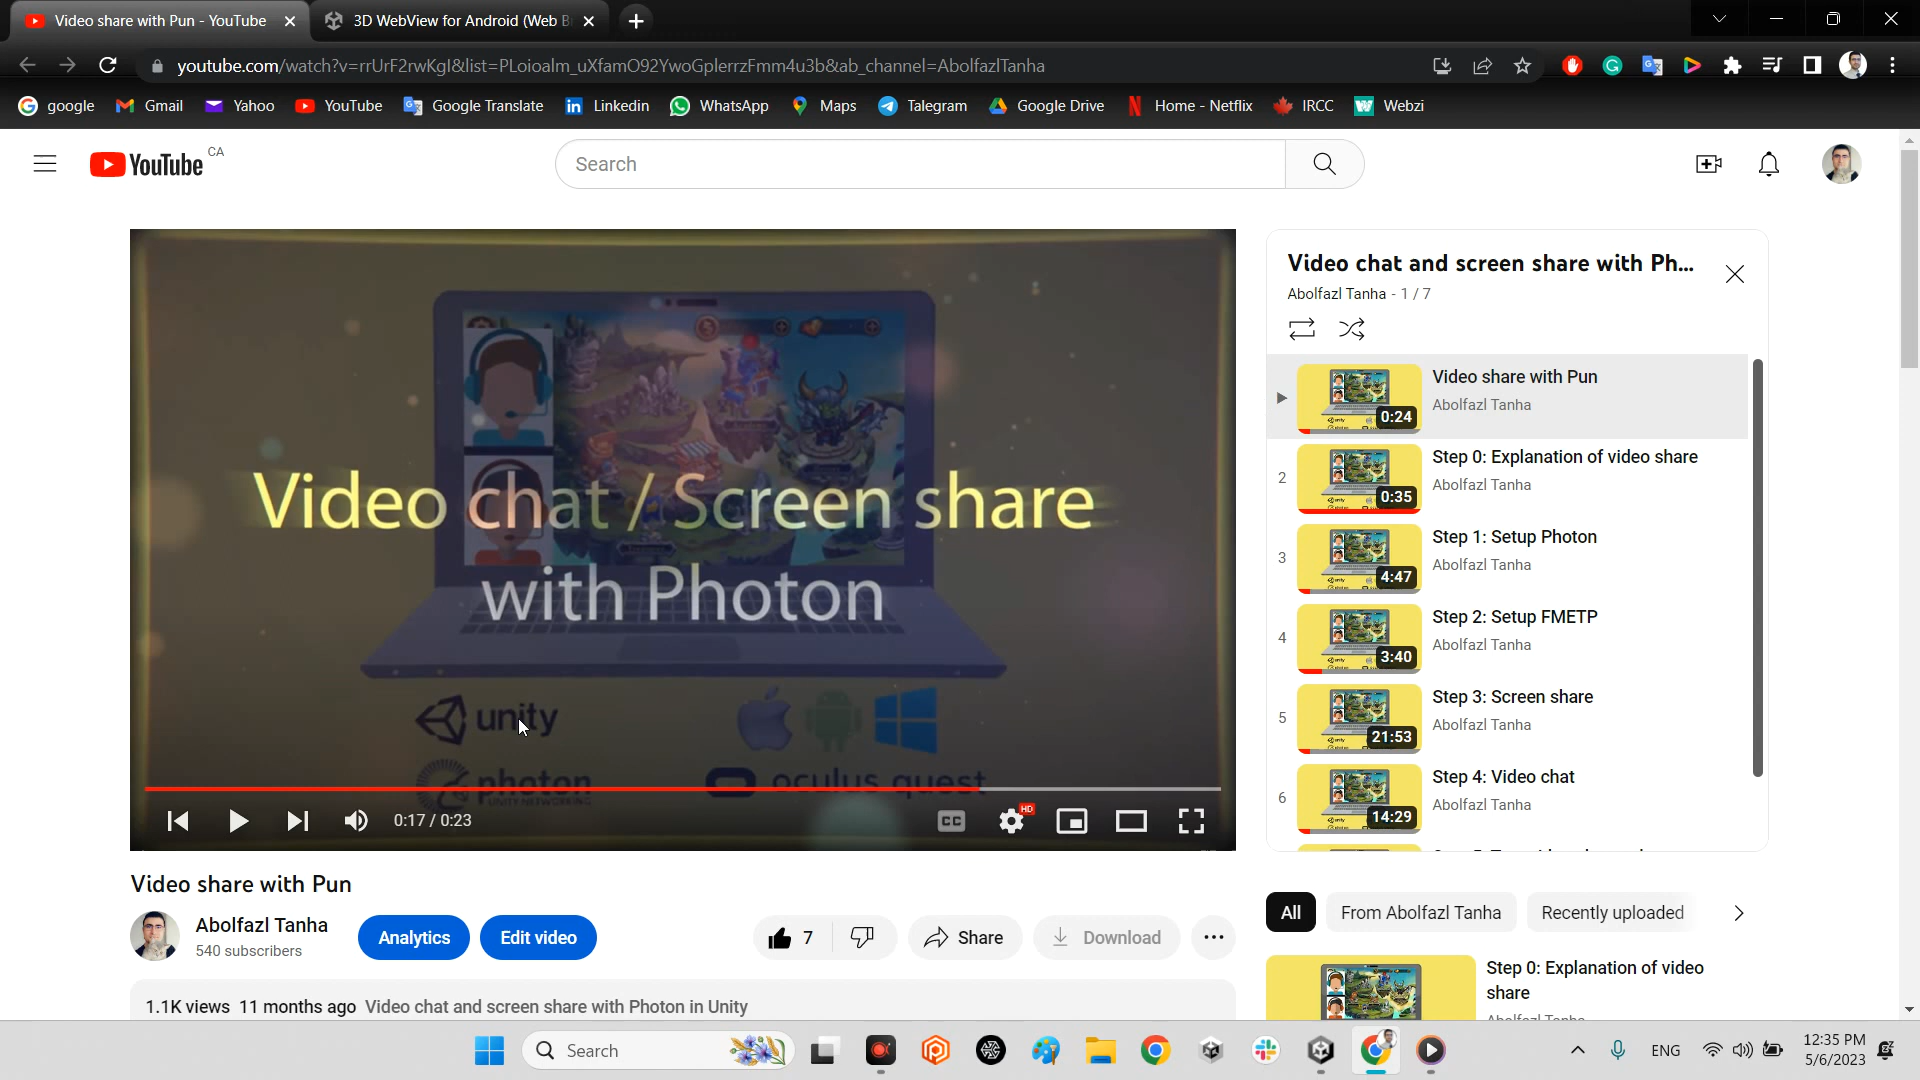 Video share with Pun - YouTube
3D WebView for Android (Web B
youtube.com/watch?v=rrUrF2rwKgI&list=PLoioaIm_uXfamO92YwoGplerrzFmm4u3b&ab_channel=AbolfazlTanha
google
Gmail
Yahoo
YouTube
Google Translate
Linkedin
WhatsApp
Maps
Telegram
Google Drive
Home - Netflix
IRCC
Webzi
YouTube CA
Search
Video chat / Screen share
with Photon
unity
photon
UNITY NETWORKING
oculus quest
0:17 / 0:23
CC
HD
Video share with Pun
Abolfazl Tanha
540 subscribers
Analytics
Edit video
7
Share
Download
1.1K views 11 months ago Video chat and screen share with Photon in Unity
Video chat and screen share with Ph...
Abolfazl Tanha - 1 / 7
0:24
Video share with Pun
Abolfazl Tanha
2
0:35
Step 0: Explanation of video share
Abolfazl Tanha
3
4:47
Step 1: Setup Photon
Abolfazl Tanha
4
3:40
Step 2: Setup FMETP
Abolfazl Tanha
5
21:53
Step 3: Screen share
Abolfazl Tanha
6
14:29
Step 4: Video chat
Abolfazl Tanha
All
From Abolfazl Tanha
Recently uploaded
Step 0: Explanation of video
share
Abolfazl Tanha
Search
ENG
12:35 PM
5/6/2023